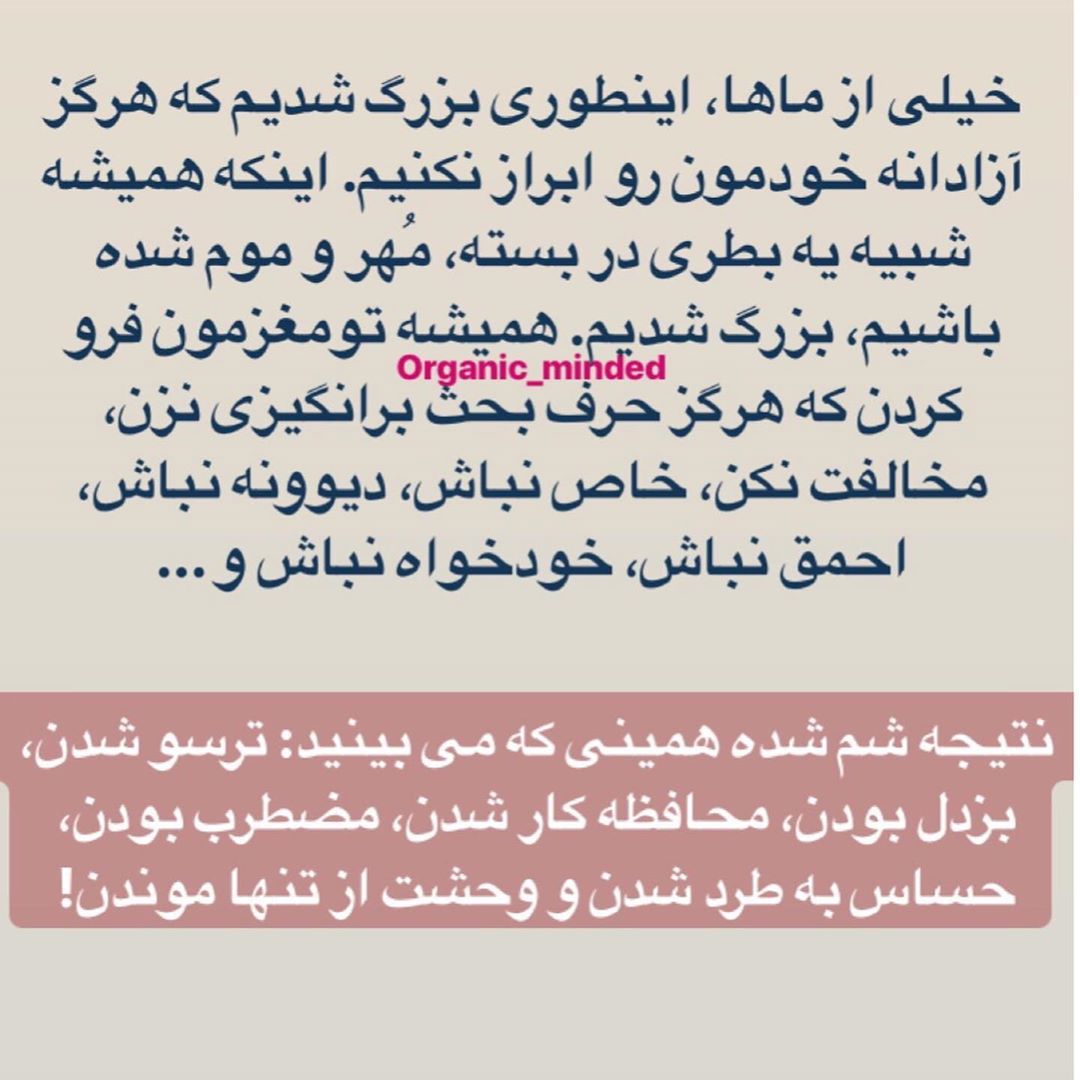 خیلی از ماها، اینطوری بزرگ شدیم که هرگز
آزادانه خودمون رو ابراز نکنیم. اینکه همیشه
شبیه یه بطری در بسته، مُهر و موم شده
باشیم، بزرگ شدیم. همیشه تومغزمون فرو
Organic_minded
کردن که هرگز حرف بحث برانگیزی نزن،
مخالفت نکن، خاص نباش، دیوونه نباش،
احمق نباش، خودخواه نباش و ...
نتیجه شم شده همینی که می بینید: ترسو شدن،
بزدل بودن، محافظه کار شدن، مضطرب بودن،
حساس به طرد شدن و وحشت از تنها موندن!